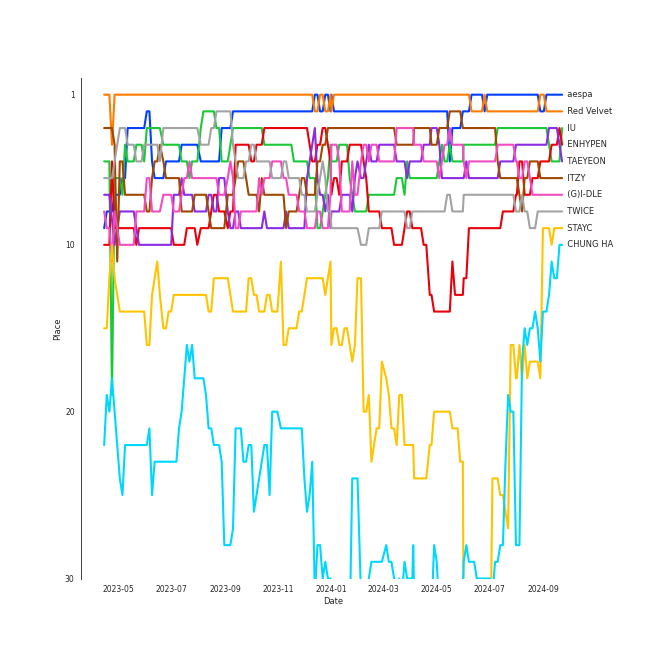 1
10
20
30
Place
2023-05
2023-07
2023-09
2023-11
2024-01
2024-03
2024-05
2024-07
2024-09
Date
aespa
Red Velvet
IU
ENHYPEN
TAEYEON
ITZY
(G)I-DLE
TWICE
STAYC
CHUNG HA